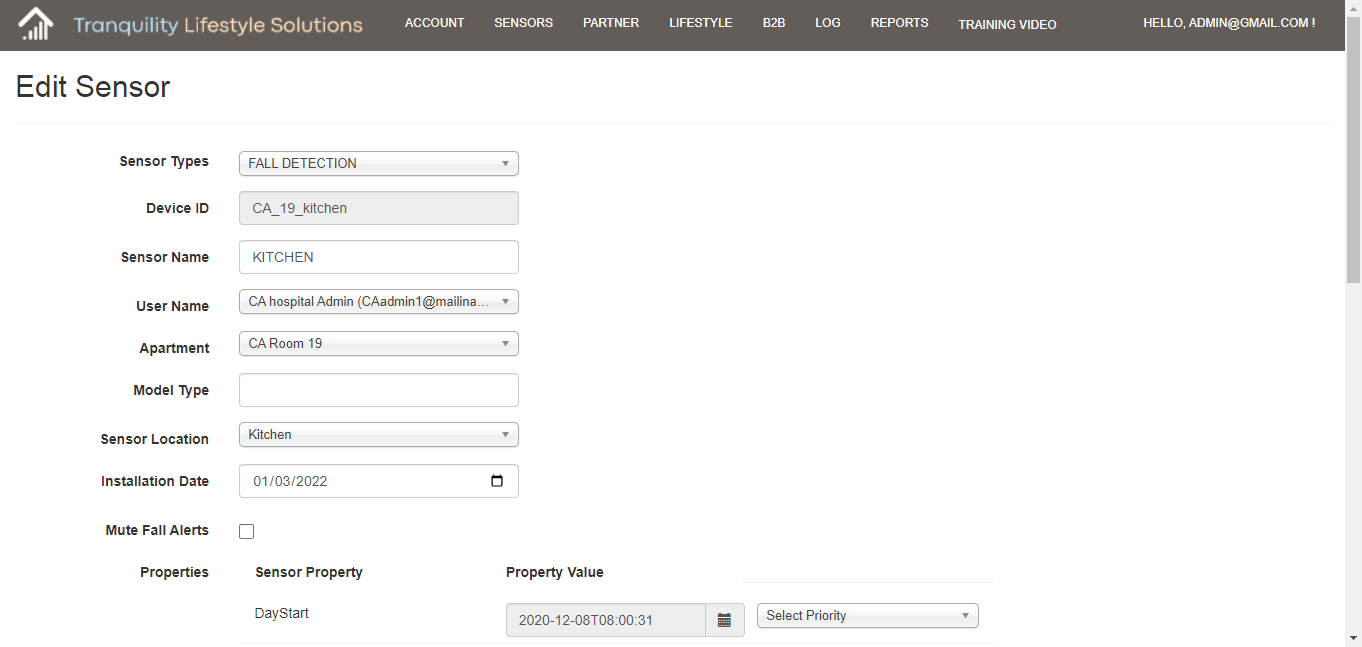 Tranquility Lifestyle Solutions ACCOUNT SENSORS PARTNER LIFESTYLE B2B LOG REPORTS TRAINING VIDEO HELLO, ADMIN@GMAIL.COM !
Edit Sensor
Sensor Types FALL DETECTION
Device ID CA_19_kitchen
Sensor Name KITCHEN
User Name CA hospital Admin (CAadmin1@mailina...
Apartment CA Room 19
Model Type
Sensor Location Kitchen
Installation Date 01/03/2022
Mute Fall Alerts
Properties Sensor Property Property Value
DayStart 2020-12-08T08:00:31 Select Priority